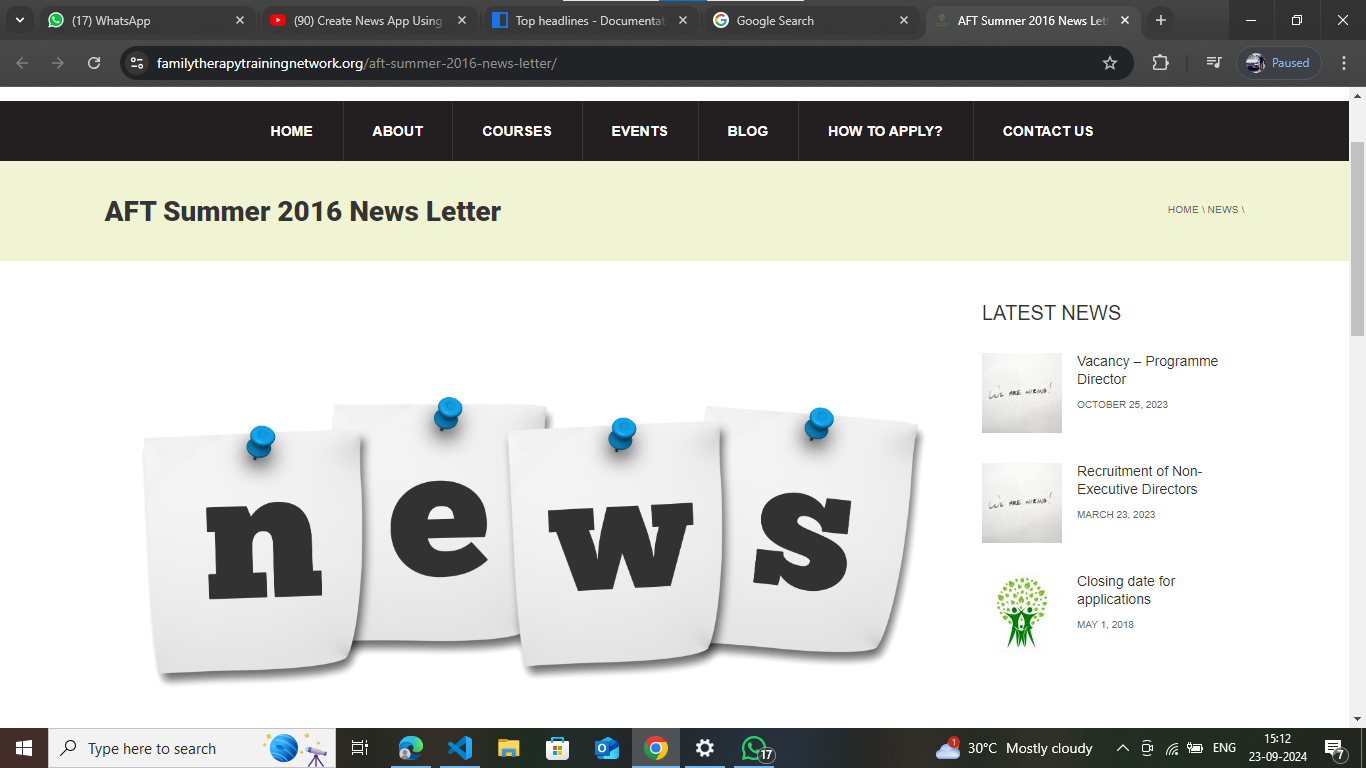 (17) WhatsApp
(90) Create News App Using
Top headlines - Documentat
Google Search
AFT Summer 2016 News Let
familytherapytrainingnetwork.org/aft-summer-2016-news-letter/
Paused
HOME
ABOUT
COURSES
EVENTS
BLOG
HOW TO APPLY?
CONTACT US
AFT Summer 2016 News Letter
HOME \ NEWS \
news
LATEST NEWS
WE ARE HIRING!
Vacancy – Programme
Director
OCTOBER 25, 2023
WE ARE HIRING!
Recruitment of Non-
Executive Directors
MARCH 23, 2023
Closing date for
applications
MAY 1, 2018
Type here to search
17
1
30°C Mostly cloudy
ENG
15:12
23-09-2024
7